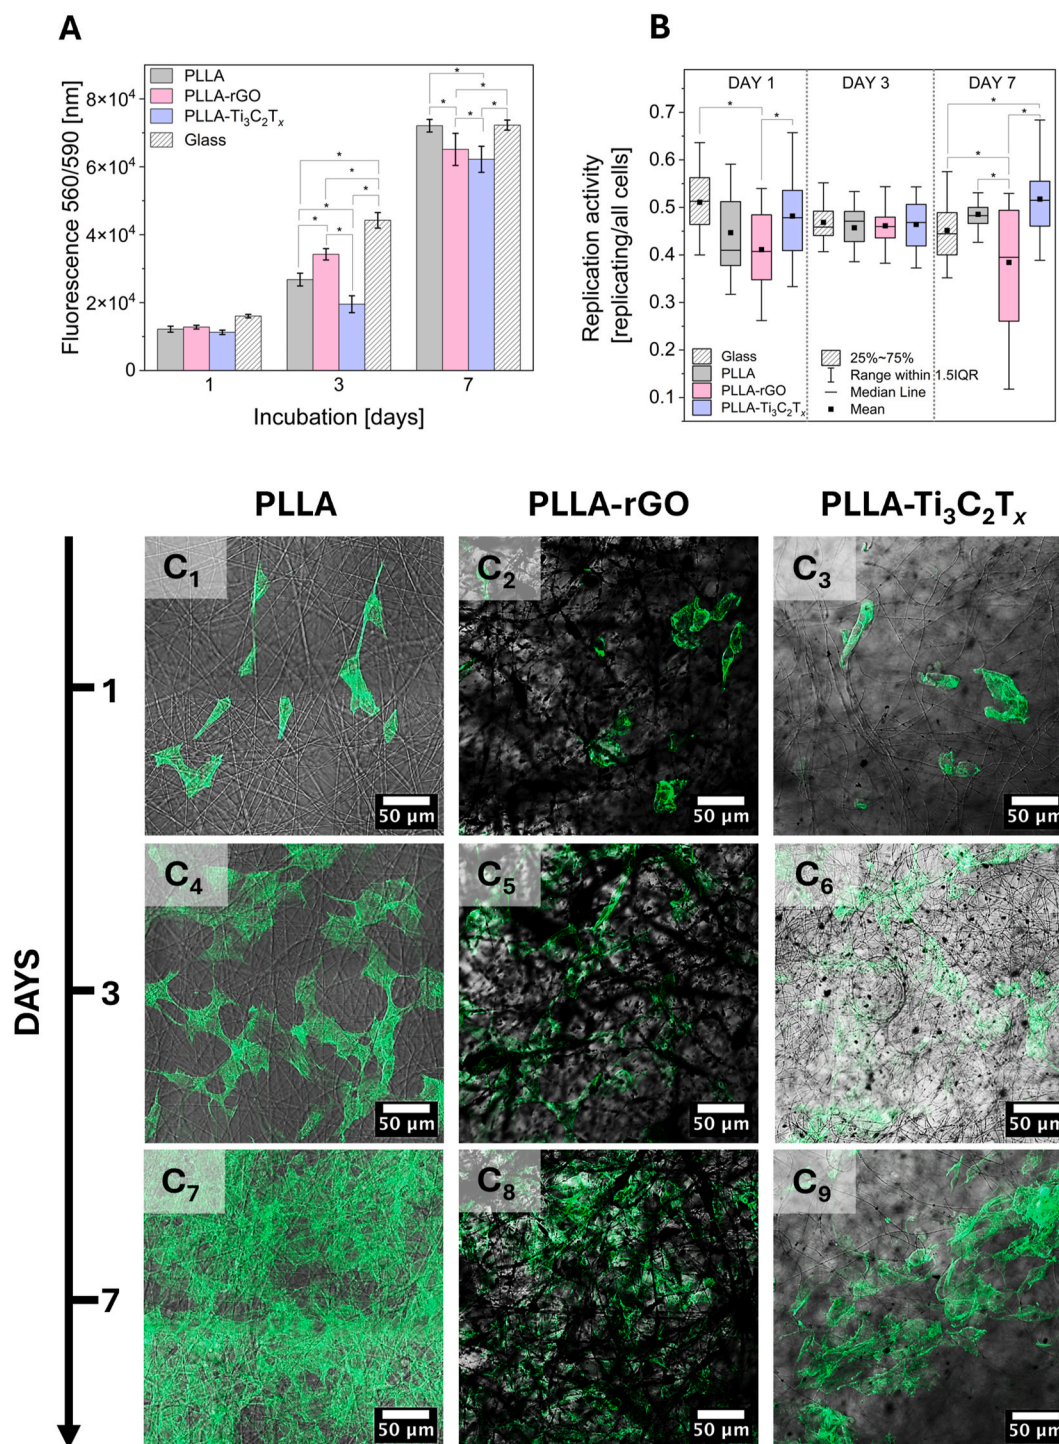 A
Fluorescence 560/590 [nm]
8×10⁴
6×10⁴
4×10⁴
2×10⁴
0
PLLA
PLLA-rGO
PLLA-Ti₃C₂Tₓ
Glass
* * * * * * * * * *
1 3 7
Incubation [days]
B
Replication activity
[replicating/all cells]
0.7
0.6
0.5
0.4
0.3
0.2
0.1
DAY 1 DAY 3 DAY 7
* * * * * *
Glass
PLLA
PLLA-rGO
PLLA-Ti₃C₂Tₓ
25%~75%
Range within 1.5IQR
Median Line
Mean
PLLA PLLA-rGO PLLA-Ti₃C₂Tₓ
DAYS
1
C₁ C₂ C₃
50 µm 50 µm 50 µm
3
C₄ C₅ C₆
50 µm 50 µm 50 µm
7
C₇ C₈ C₉
50 µm 50 µm 50 µm